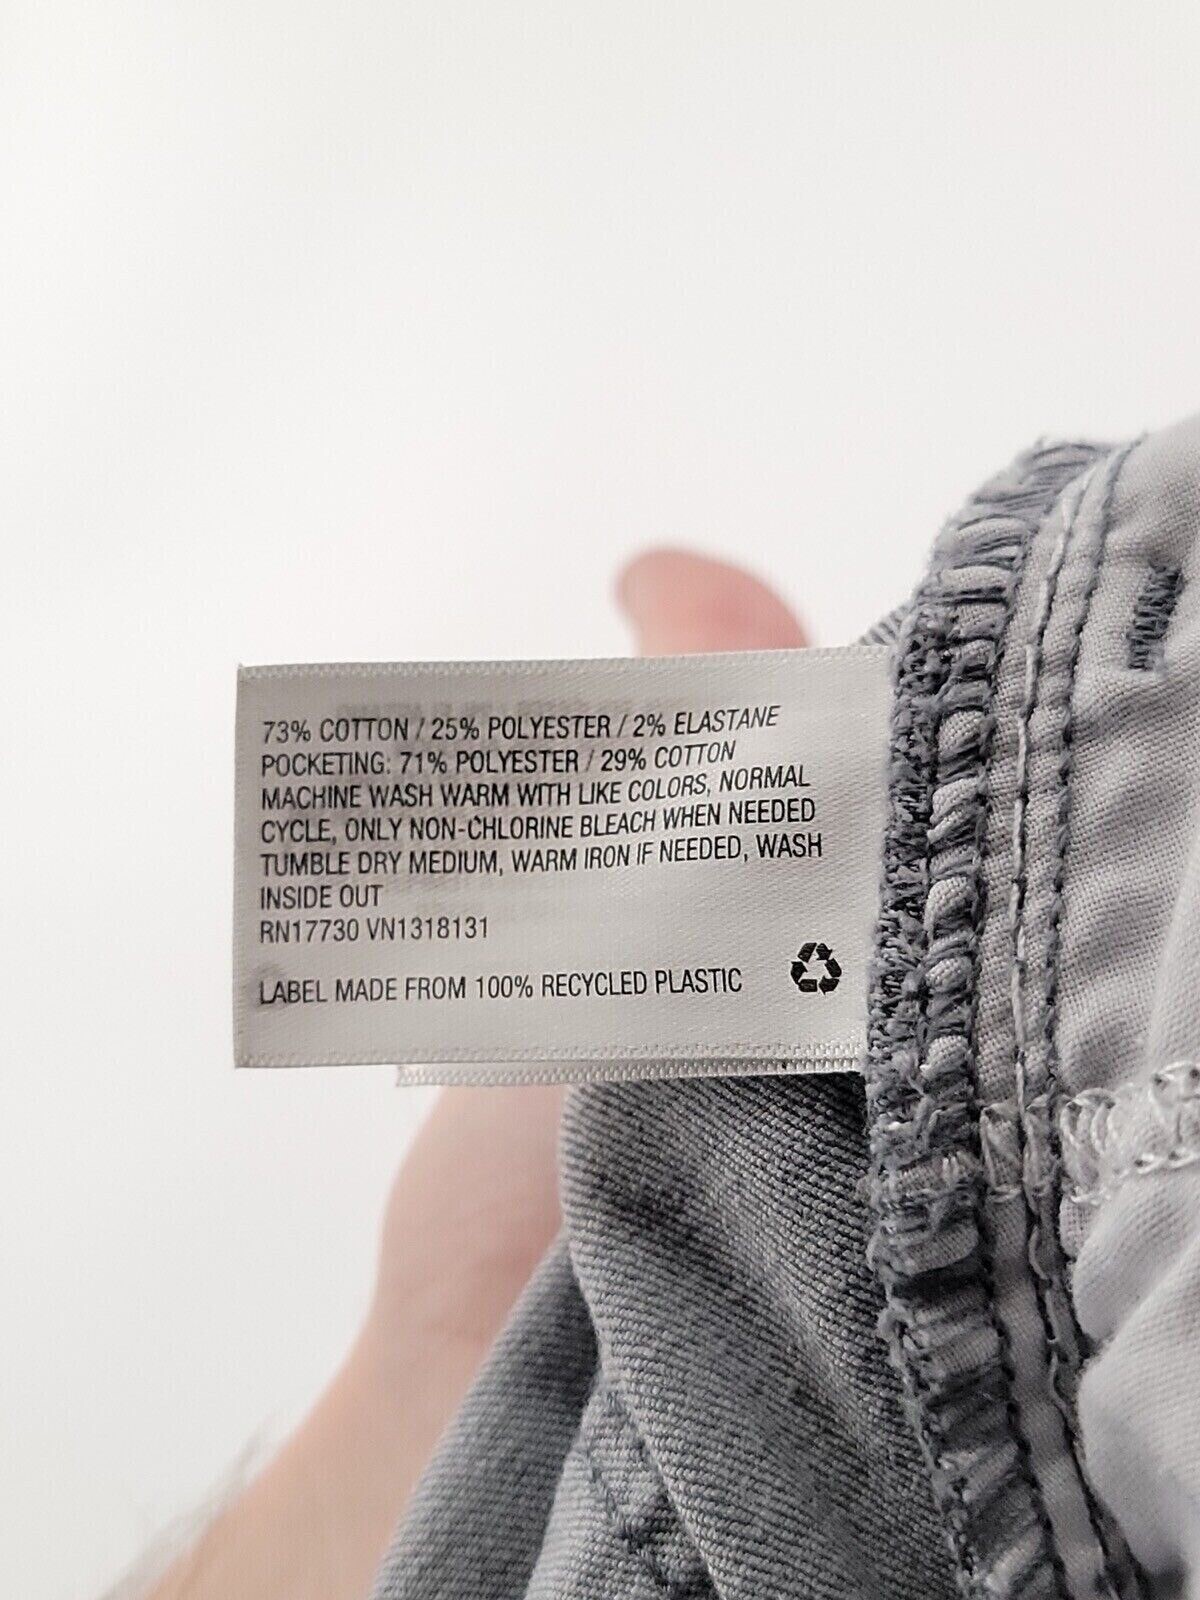 73% COTTON / 25% POLYESTER / 2% ELASTANE
POCKETING: 71% POLYESTER / 29% COTTON
MACHINE WASH WARM WITH LIKE COLORS, NORMAL
CYCLE, ONLY NON-CHLORINE BLEACH WHEN NEEDED
TUMBLE DRY MEDIUM, WARM IRON IF NEEDED, WASH
INSIDE OUT
RN17730 VN1318131
LABEL MADE FROM 100% RECYCLED PLASTIC